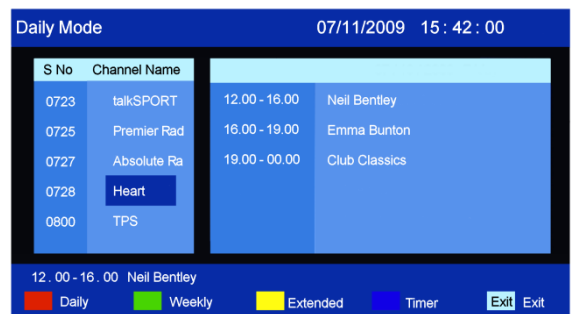 Daily Mode 07/11/2009 15:42:00
S No Channel Name
0723 talkSPORT 12.00-16.00 Neil Bentley
0725 Premier Rad 16.00-19.00 Emma Bunton
0727 Absolute Ra 19.00-00.00 Club Classics
0728 Heart
0800 TPS
12.00-16.00 Neil Bentley
Daily Weekly Extended Timer Exit Exit